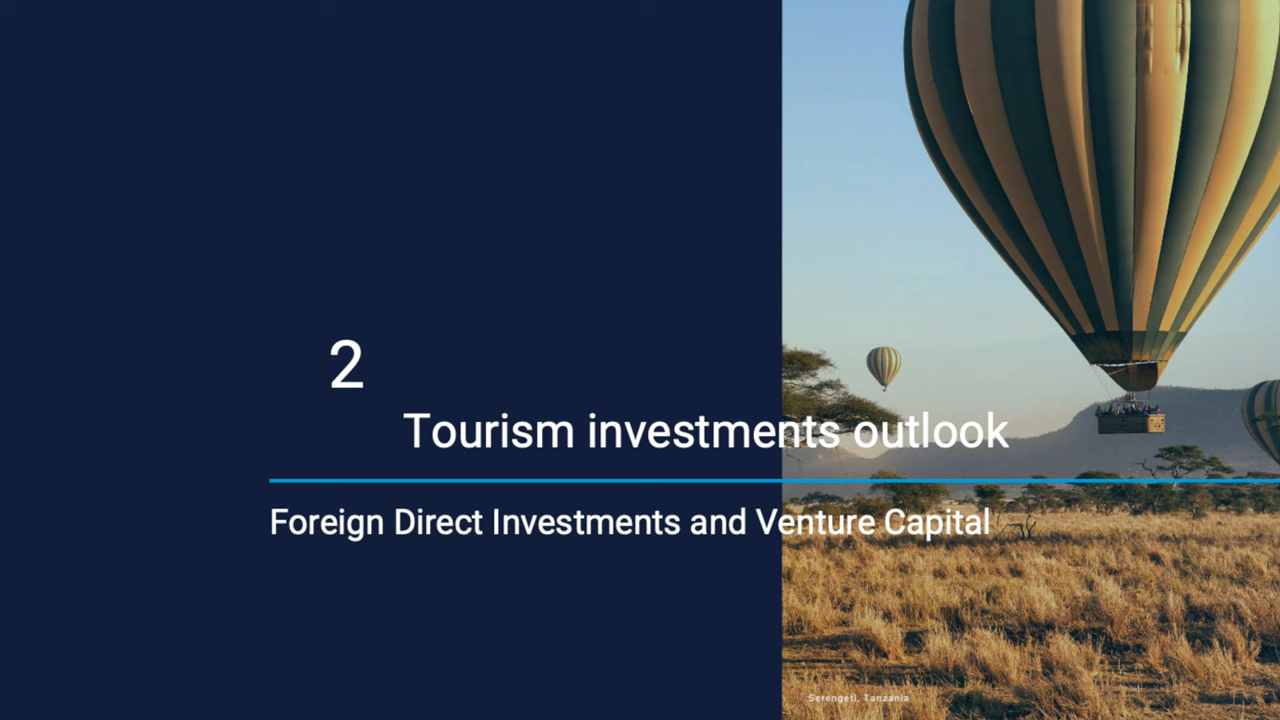 2
Tourism investments outlook
Foreign Direct Investments and Venture Capital
Serengeti, Tanzania